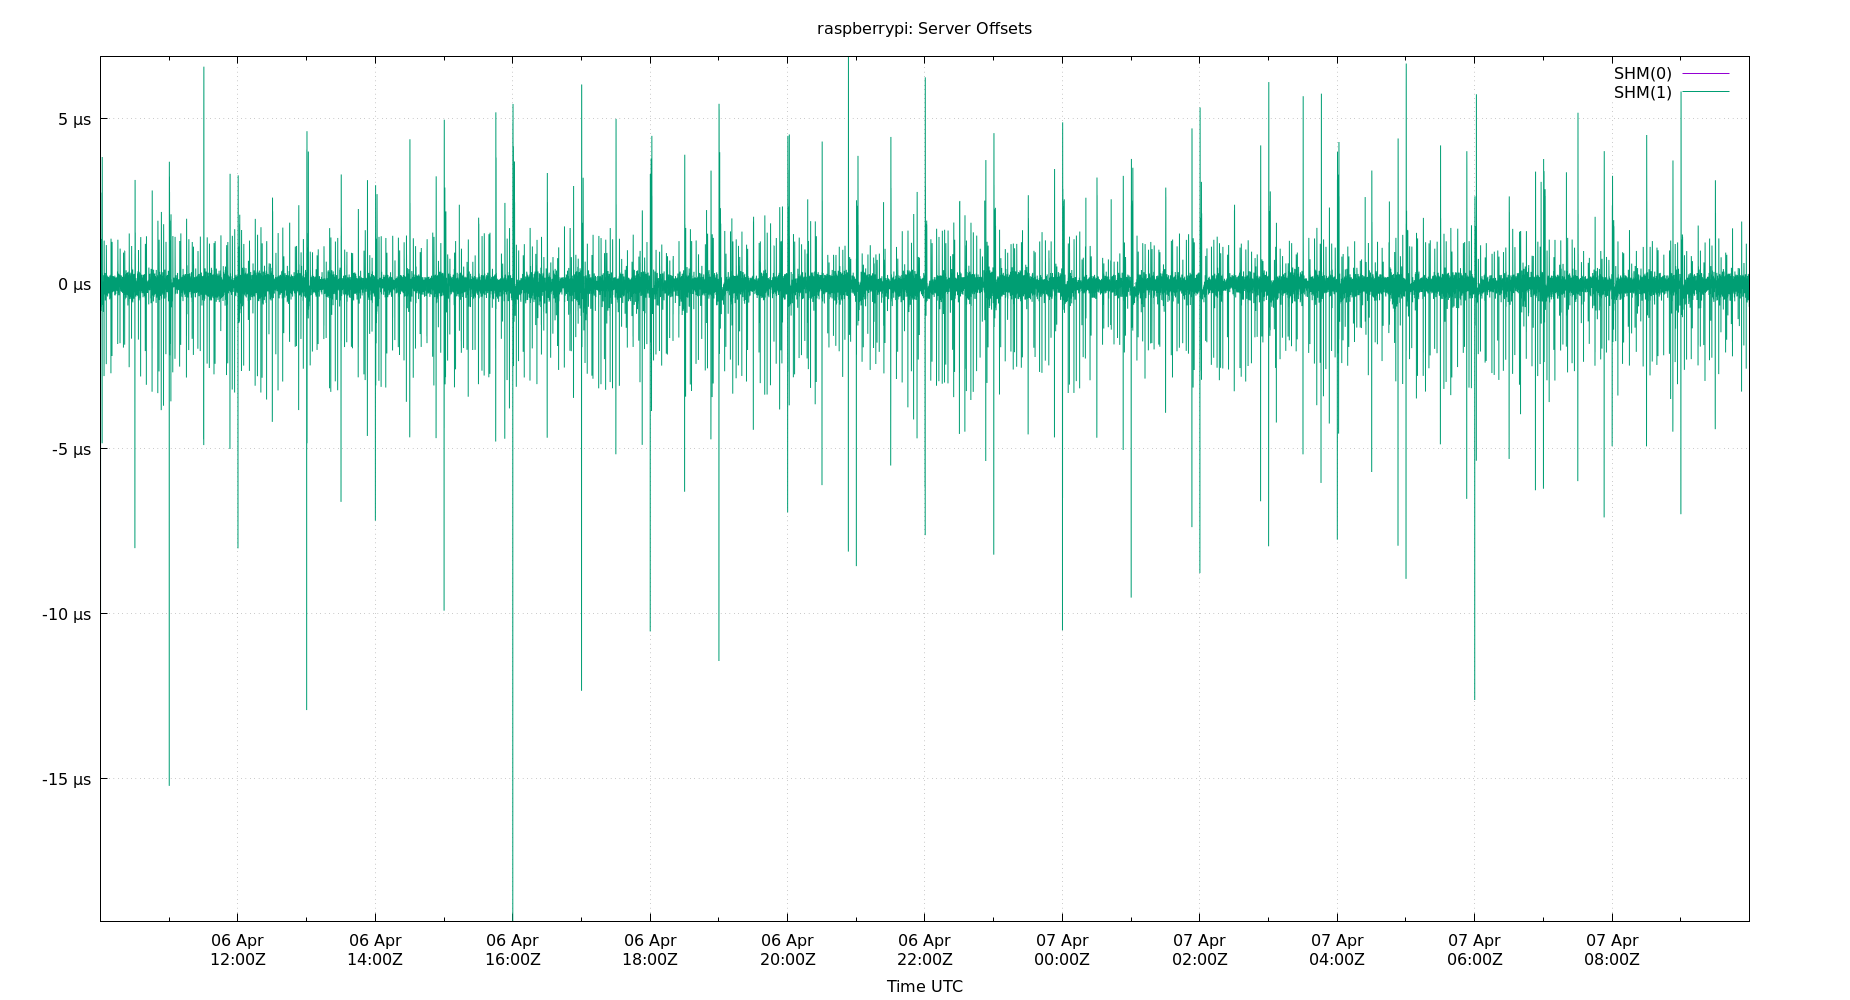 raspberrypi: Server Offsets
SHM(0)
SHM(1)
5 µs
0 µs
-5 µs
-10 µs
-15 µs
06 Apr 06 Apr 06 Apr 06 Apr 06 Apr 06 Apr 07 Apr 07 Apr 07 Apr 07 Apr 07 Apr
12:00Z 14:00Z 16:00Z 18:00Z 20:00Z 22:00Z 00:00Z 02:00Z 04:00Z 06:00Z 08:00Z
Time UTC